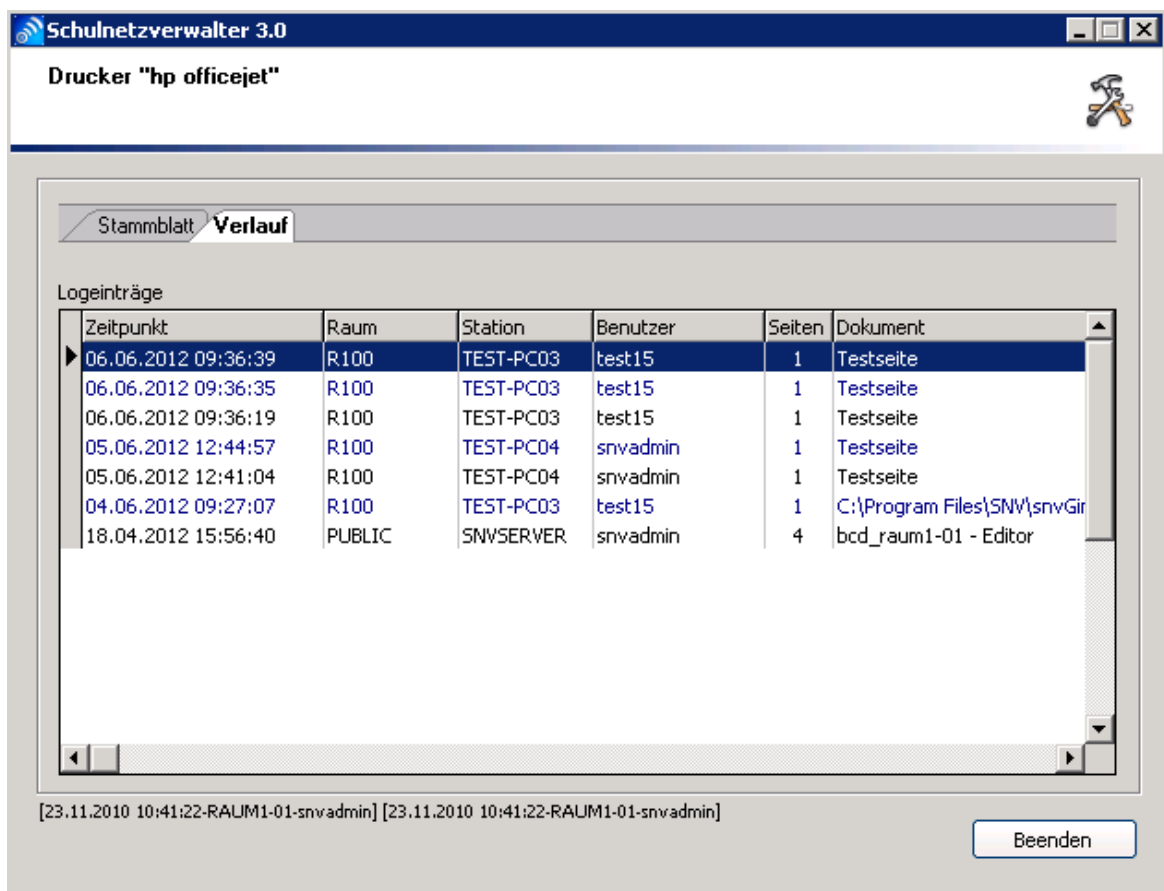 Schulnetzverwalter 3.0
Drucker "hp officejet"
Stammblatt Verlauf
Logeinträge
Zeitpunkt Raum Station Benutzer Seiten Dokument
06.06.2012 09:36:39 R100 TEST-PC03 test15 1 Testseite
06.06.2012 09:36:35 R100 TEST-PC03 test15 1 Testseite
06.06.2012 09:36:19 R100 TEST-PC03 test15 1 Testseite
05.06.2012 12:44:57 R100 TEST-PC04 snvadmin 1 Testseite
05.06.2012 12:41:04 R100 TEST-PC04 snvadmin 1 Testseite
04.06.2012 09:27:07 R100 TEST-PC03 test15 1 C:\Program Files\SNV\snvGir
18.04.2012 15:56:40 PUBLIC SNVSERVER snvadmin 4 bcd_raum1-01 - Editor
[23.11.2010 10:41:22-RAUM1-01-snvadmin] [23.11.2010 10:41:22-RAUM1-01-snvadmin]
Beenden